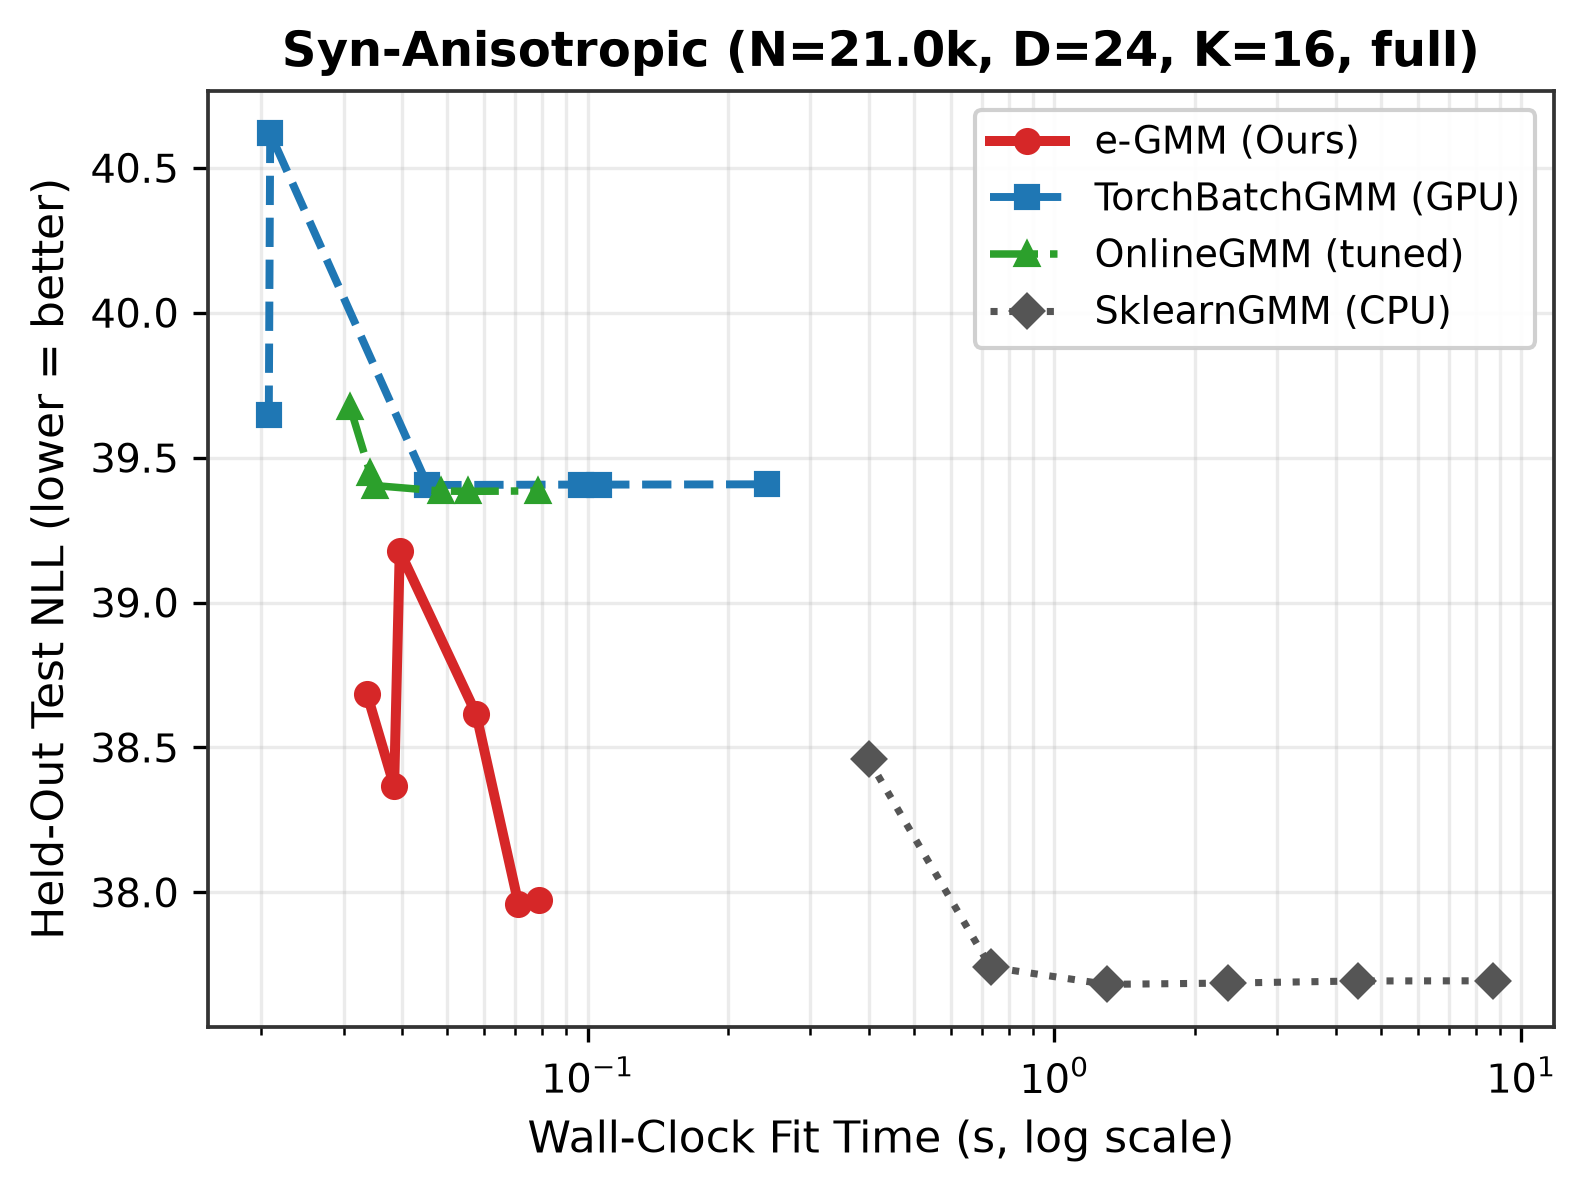 Syn-Anisotropic (N=21.0k, D=24, K=16, full)
e-GMM (Ours)
TorchBatchGMM (GPU)
OnlineGMM (tuned)
SklearnGMM (CPU)
Held-Out Test NLL (lower = better)
40.5
40.0
39.5
39.0
38.5
38.0
10⁻¹
10⁰
10¹
Wall-Clock Fit Time (s, log scale)